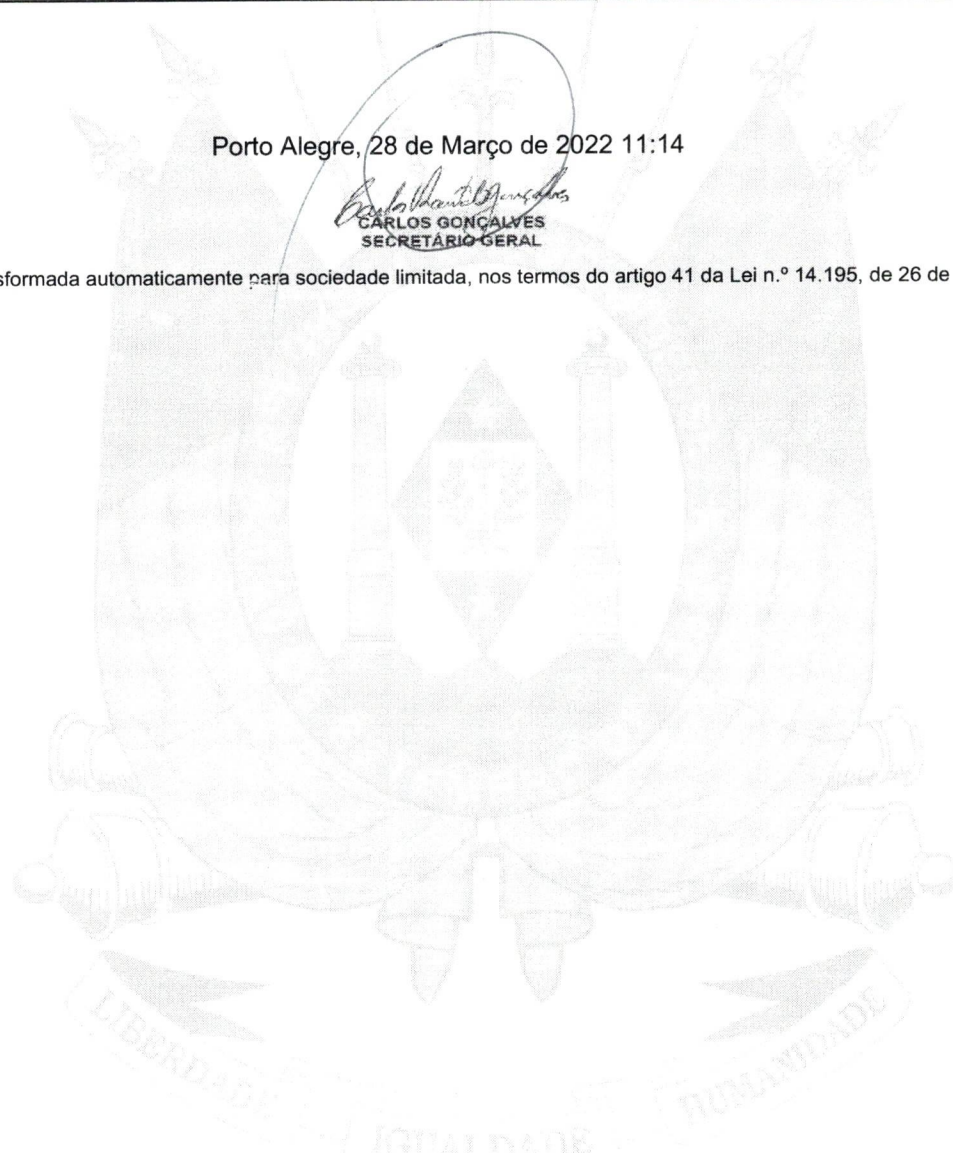 Porto Alegre, 28 de Março de 2022 11:14
CARLOS GONÇALVES
SECRETÁRIO GERAL
sformada automaticamente para sociedade limitada, nos termos do artigo 41 da Lei n.º 14.195, de 26 de
LIBERDADE
IGUALDADE
HUMANIDADE